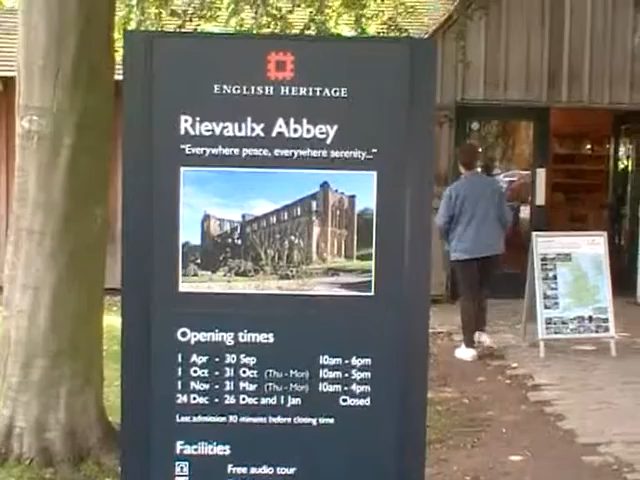 ENGLISH HERITAGE
Rievaulx Abbey
"Everywhere peace, everywhere serenity..."
Opening times
1 Apr - 30 Sep 10am - 6pm
1 Oct - 31 Oct (Thu - Mon) 10am - 5pm
1 Nov - 31 Mar (Thu - Mon) 10am - 4pm
24 Dec - 26 Dec and 1 Jan Closed
Last admission 30 minutes before closing time
Facilities
Free audio tour